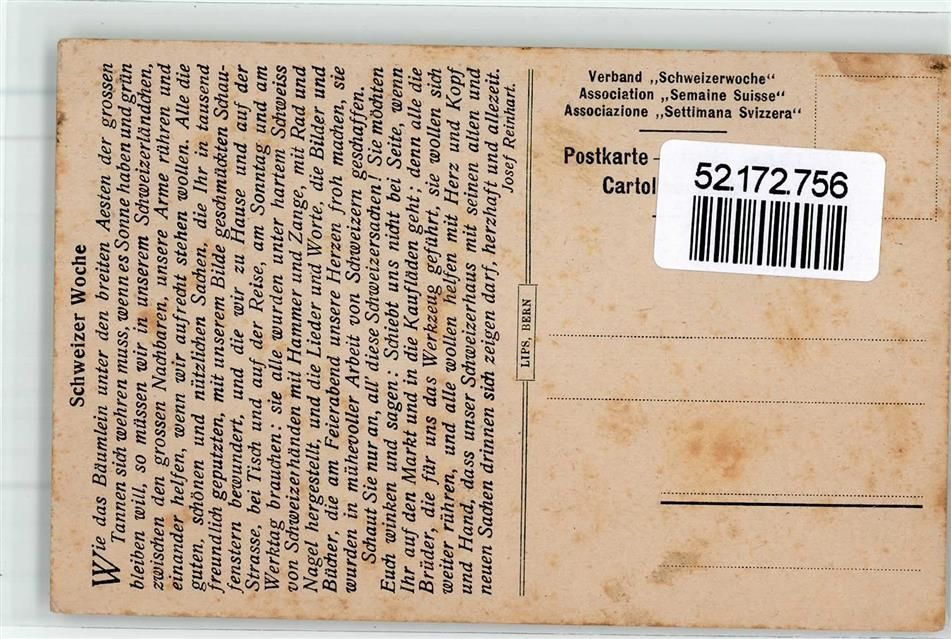 Schweizer Woche
Wie das Bäumlein unter den breiten Aesten der grossen
Tannen sich wehren muss, wenn es Sonne haben und grün
bleiben will, so müssen wir in unserem Schweizerländchen,
zwischen den grossen Nachbaren, unsere Arme rühren und
einander helfen, wenn wir aufrecht stehen wollen. Alle die
guten, schönen und nützlichen Sachen, die Ihr in tausend
freundlich geputzten, mit unserem Bilde geschmückten Schau-
fenstern bewundert, und die wir zu Hause und auf der
Strasse, bei Tisch und auf der Reise, am Sonntag und am
Werktag brauchen: sie alle wurden unter hartem Schweiss
von Schweizerhänden mit Hammer und Zange, mit Rad und
Nagel hergestellt, und die Lieder und Worte, die Bilder und
Bücher, die am Feierabend unsere Herzen froh machen, sie
wurden in mühevoller Arbeit von Schweizern geschaffen.
Schaut Sie nur an, all' diese Schweizersachen! Sie möchten
Euch winken und sagen: Schiebt uns nicht bei Seite, wenn
Ihr auf den Markt und in die Kaufläden geht; denn alle die
Brüder, die für uns das Werkzeug geführt, sie wollen sich
weiter rühren, und alle wollen helfen mit Herz und Kopf
und Hand, dass unser Schweizerhaus mit seinen alten und
neuen Sachen drinnen sich zeigen darf, herzhaft und allezeit.
Josef Reinhart.
LIPS, BERN
Verband „Schweizerwoche“
Association „Semaine Suisse“
Associazione „Settimana Svizzera“
Postkarte –
Cartol
52.172.756